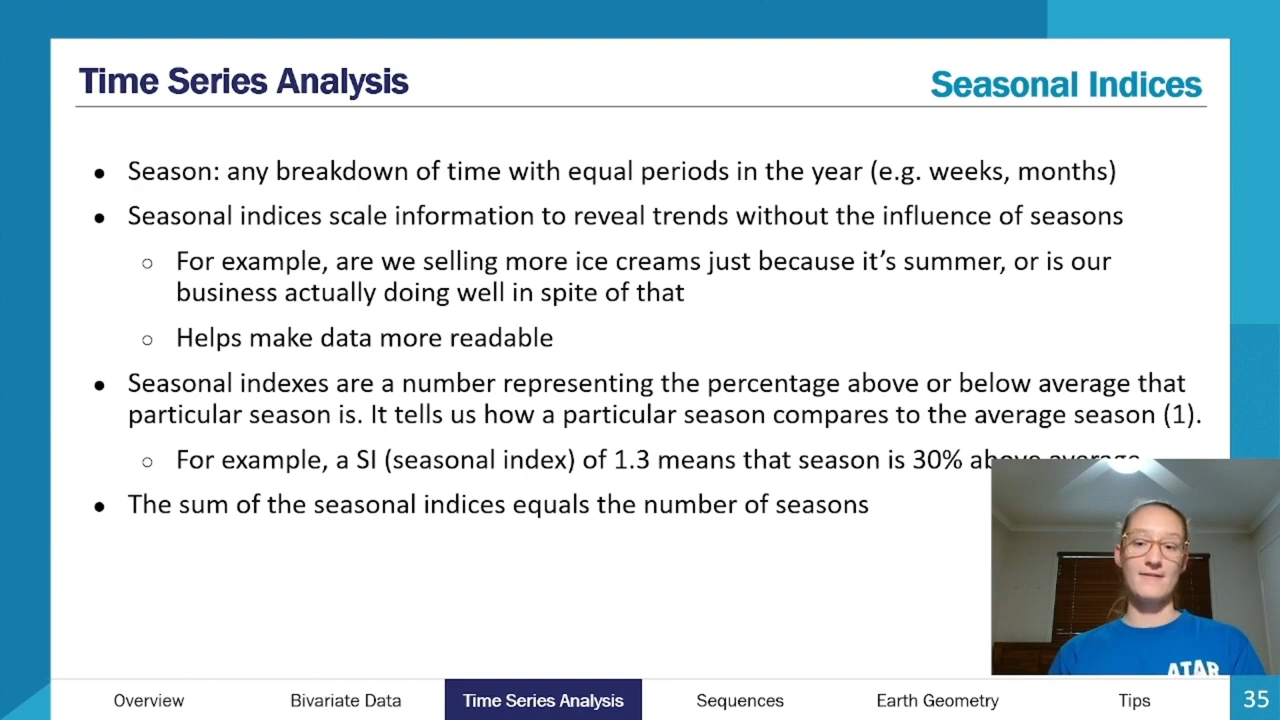 Time Series Analysis
Seasonal Indices
● Season: any breakdown of time with equal periods in the year (e.g. weeks, months)
● Seasonal indices scale information to reveal trends without the influence of seasons
○ For example, are we selling more ice creams just because it’s summer, or is our
business actually doing well in spite of that
○ Helps make data more readable
● Seasonal indexes are a number representing the percentage above or below average that
particular season is. It tells us how a particular season compares to the average season (1).
○ For example, a SI (seasonal index) of 1.3 means that season is 30% above average
● The sum of the seasonal indices equals the number of seasons
ATAR
Overview
Bivariate Data
Time Series Analysis
Sequences
Earth Geometry
Tips
35